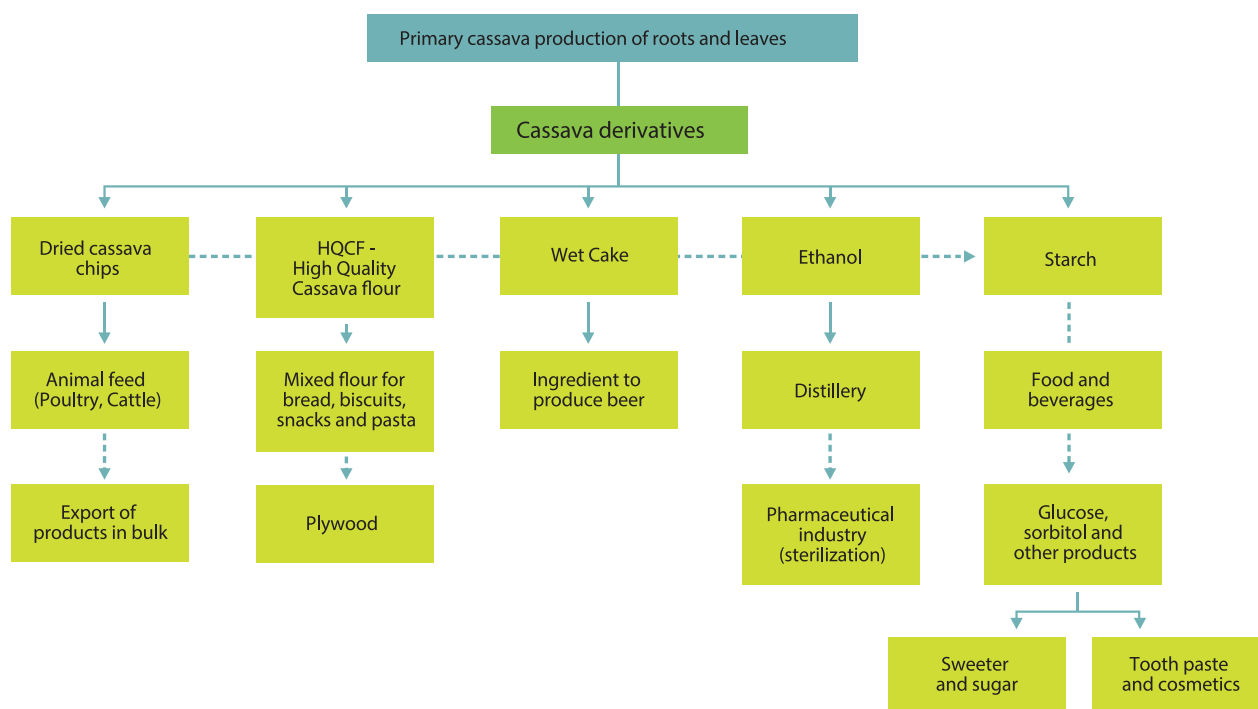 Primary cassava production of roots and leaves
Cassava derivatives
Dried cassava
chips
HQCF -
High Quality
Cassava flour
Wet Cake
Ethanol
Starch
Animal feed
(Poultry, Cattle)
Mixed flour for
bread, biscuits,
snacks and pasta
Ingredient to
produce beer
Distillery
Food and
beverages
Export of
products in bulk
Plywood
Pharmaceutical
industry
(sterilization)
Glucose,
sorbitol and
other products
Sweeter
and sugar
Tooth paste
and cosmetics